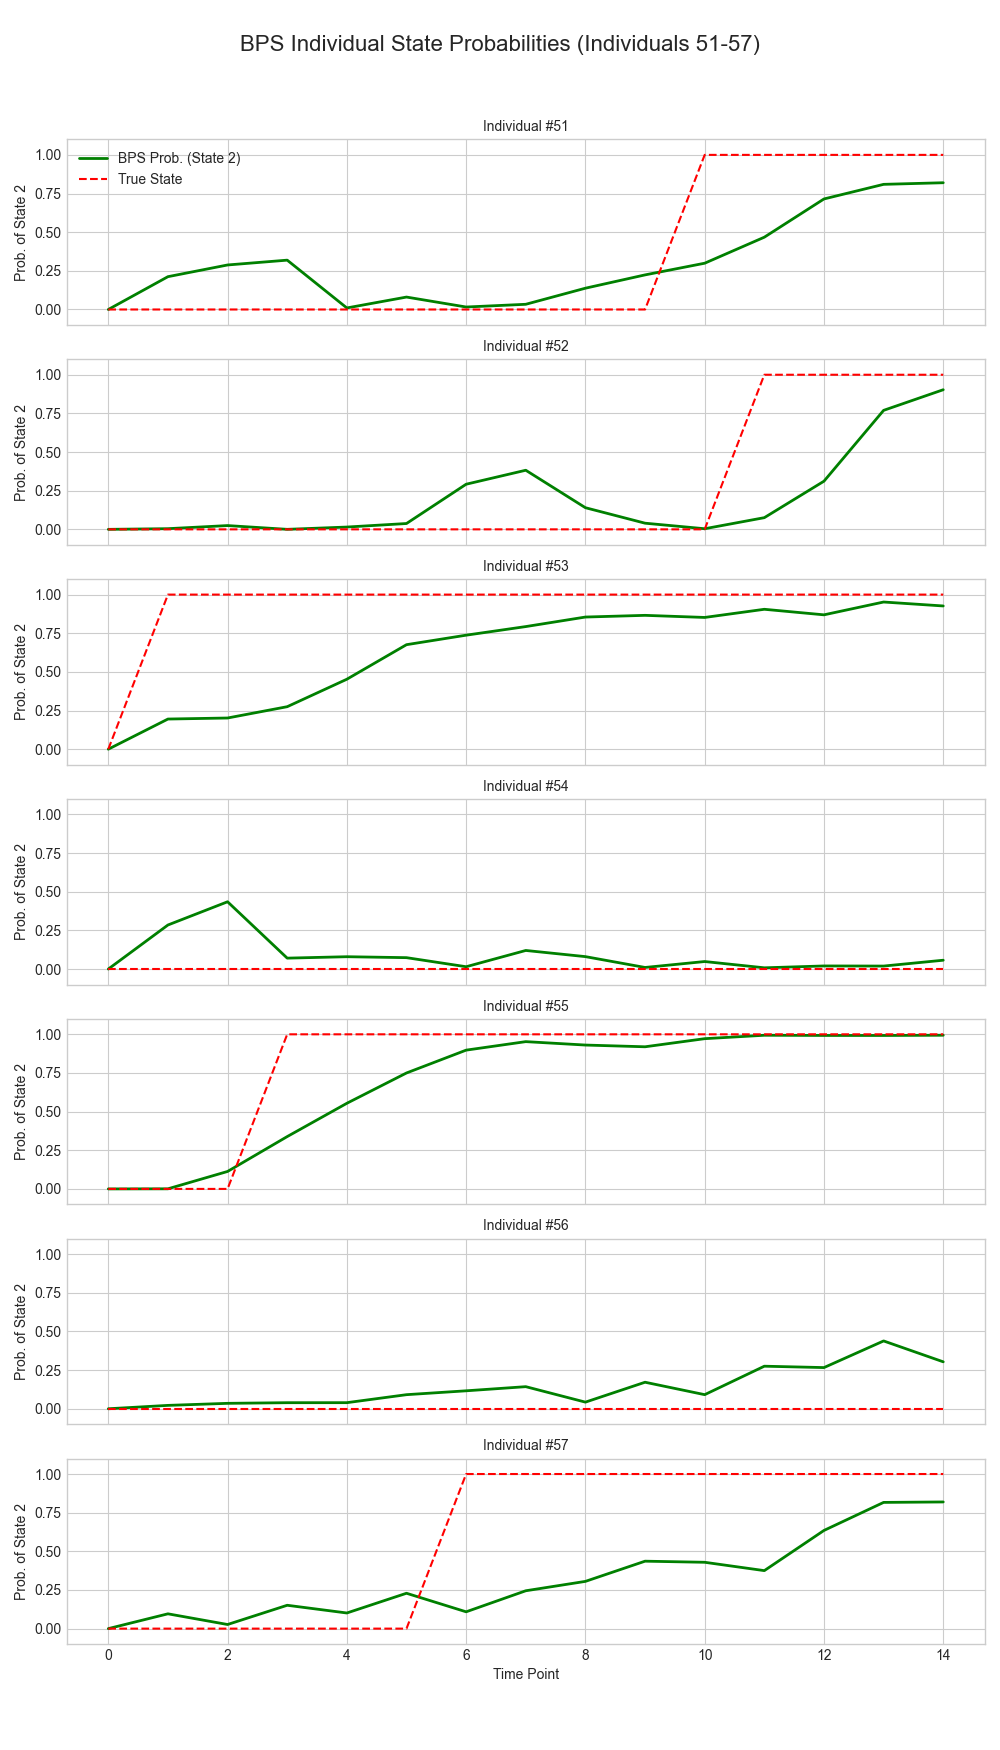 BPS Individual State Probabilities (Individuals 51-57)
Individual #51
BPS Prob. (State 2)
True State
Prob. of State 2
1.00
0.75
0.50
0.25
0.00
Individual #52
Prob. of State 2
1.00
0.75
0.50
0.25
0.00
Individual #53
Prob. of State 2
1.00
0.75
0.50
0.25
0.00
Individual #54
Prob. of State 2
1.00
0.75
0.50
0.25
0.00
Individual #55
Prob. of State 2
1.00
0.75
0.50
0.25
0.00
Individual #56
Prob. of State 2
1.00
0.75
0.50
0.25
0.00
Individual #57
Prob. of State 2
1.00
0.75
0.50
0.25
0.00
0 2 4 6 8 10 12 14
Time Point